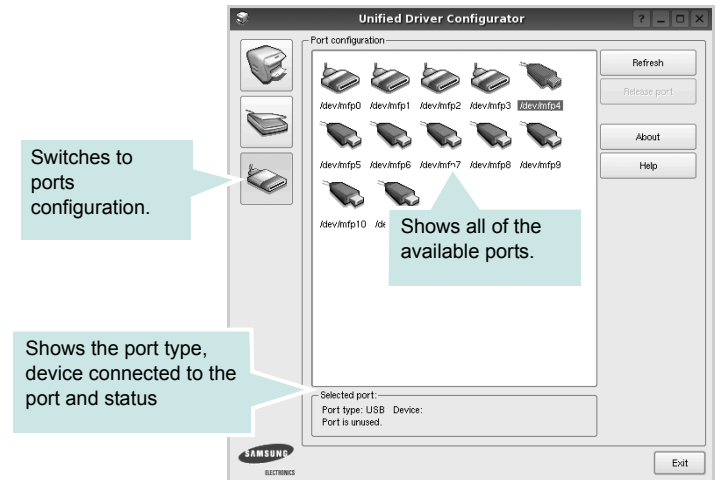 Unified Driver Configurator
Port configuration
/dev/mfp0 /dev/mfp1 /dev/mfp2 /dev/mfp3 /dev/mfp4
Refresh
Release port
/dev/mfp5 /dev/mfp6 /dev/mfp7 /dev/mfp8 /dev/mfp9
About
Help
Switches to
ports
configuration.
/dev/mfp10
Shows all of the
available ports.
Shows the port type,
device connected to the
port and status
Selected port:
Port type: USB Device:
Port is unused.
SAMSUNG
ELECTRONICS
Exit